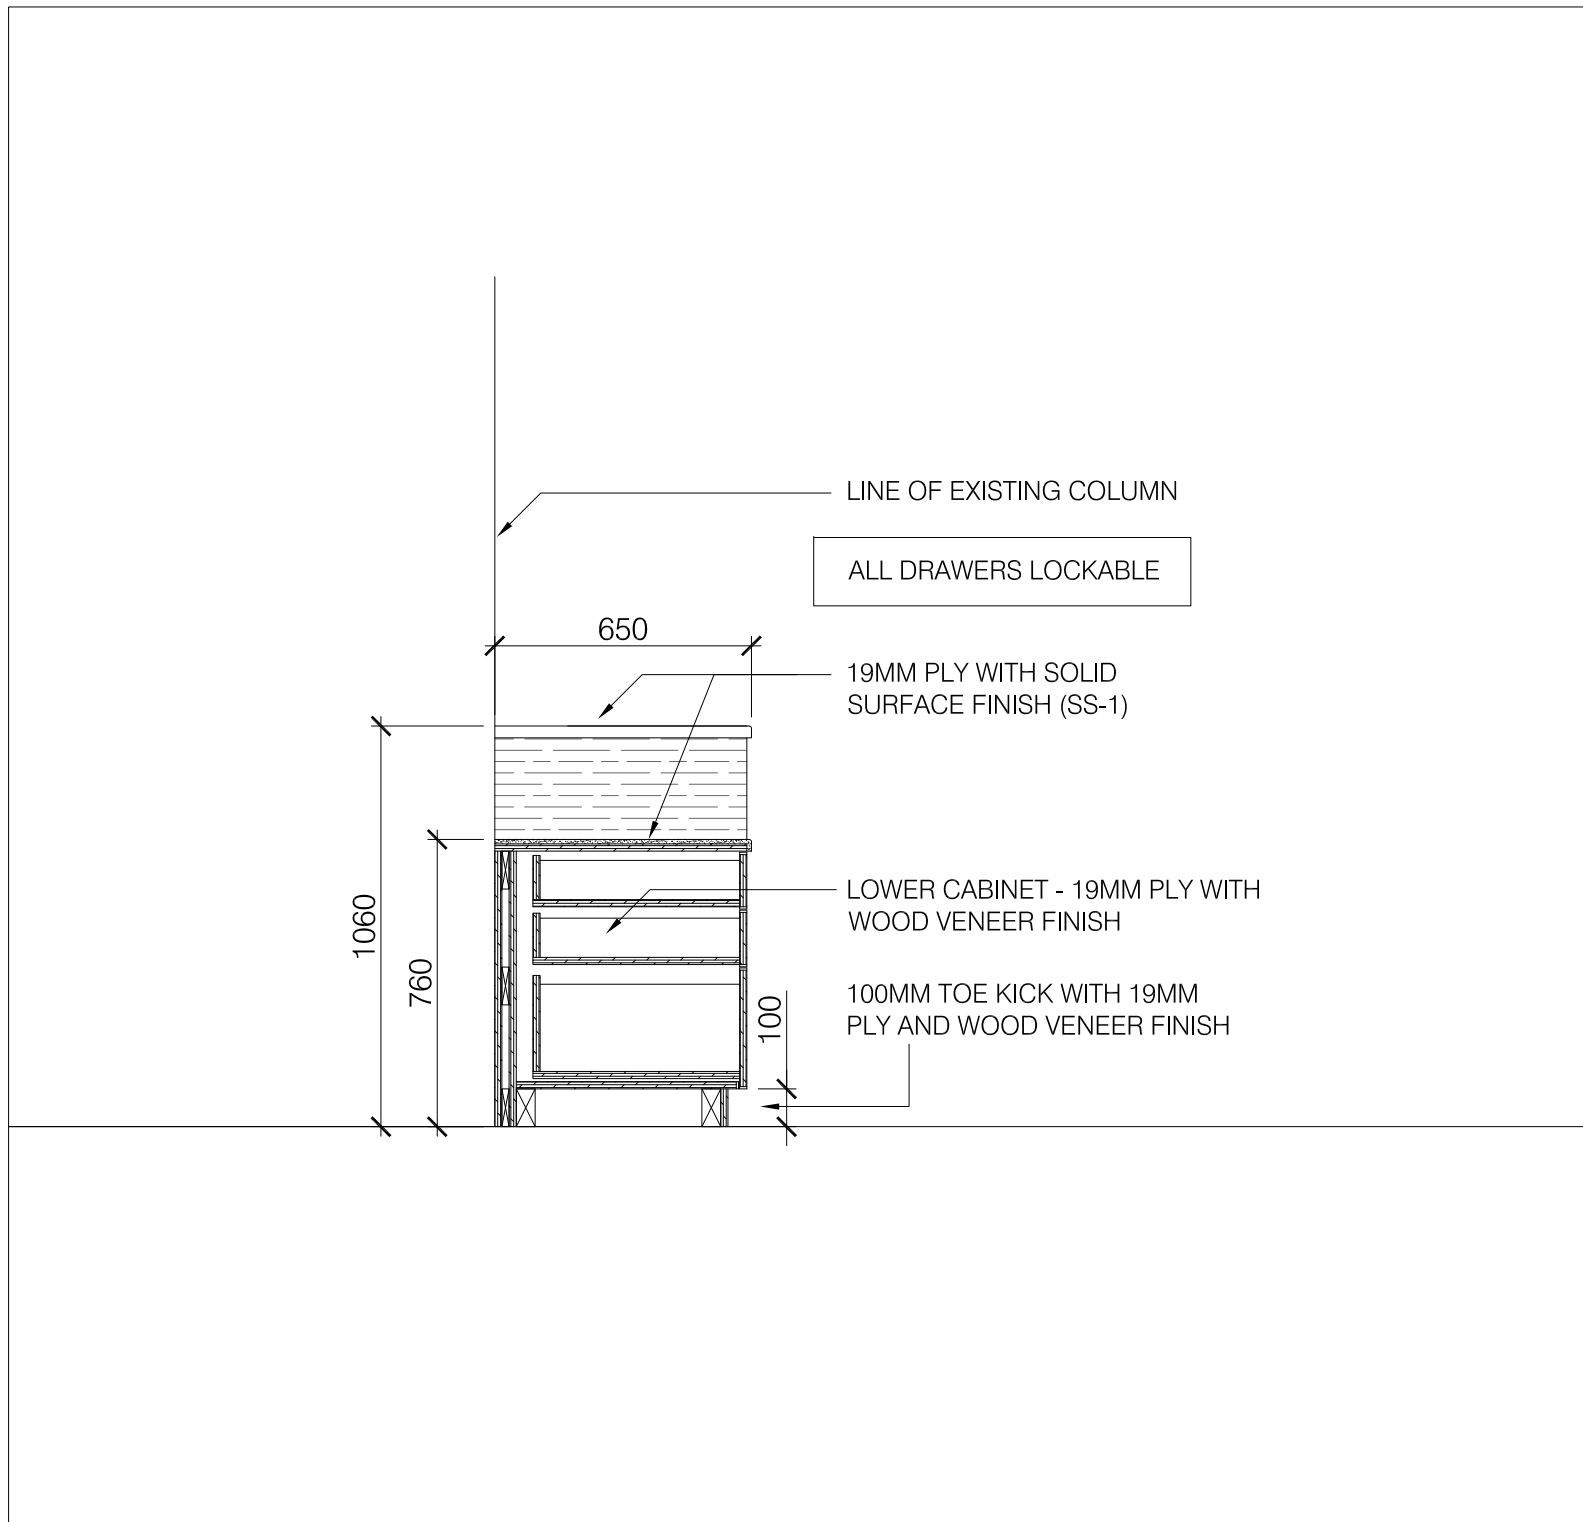 LINE OF EXISTING COLUMN
ALL DRAWERS LOCKABLE
650
19MM PLY WITH SOLID
SURFACE FINISH (SS-1)
1060
760
LOWER CABINET - 19MM PLY WITH
WOOD VENEER FINISH
100
100MM TOE KICK WITH 19MM
PLY AND WOOD VENEER FINISH